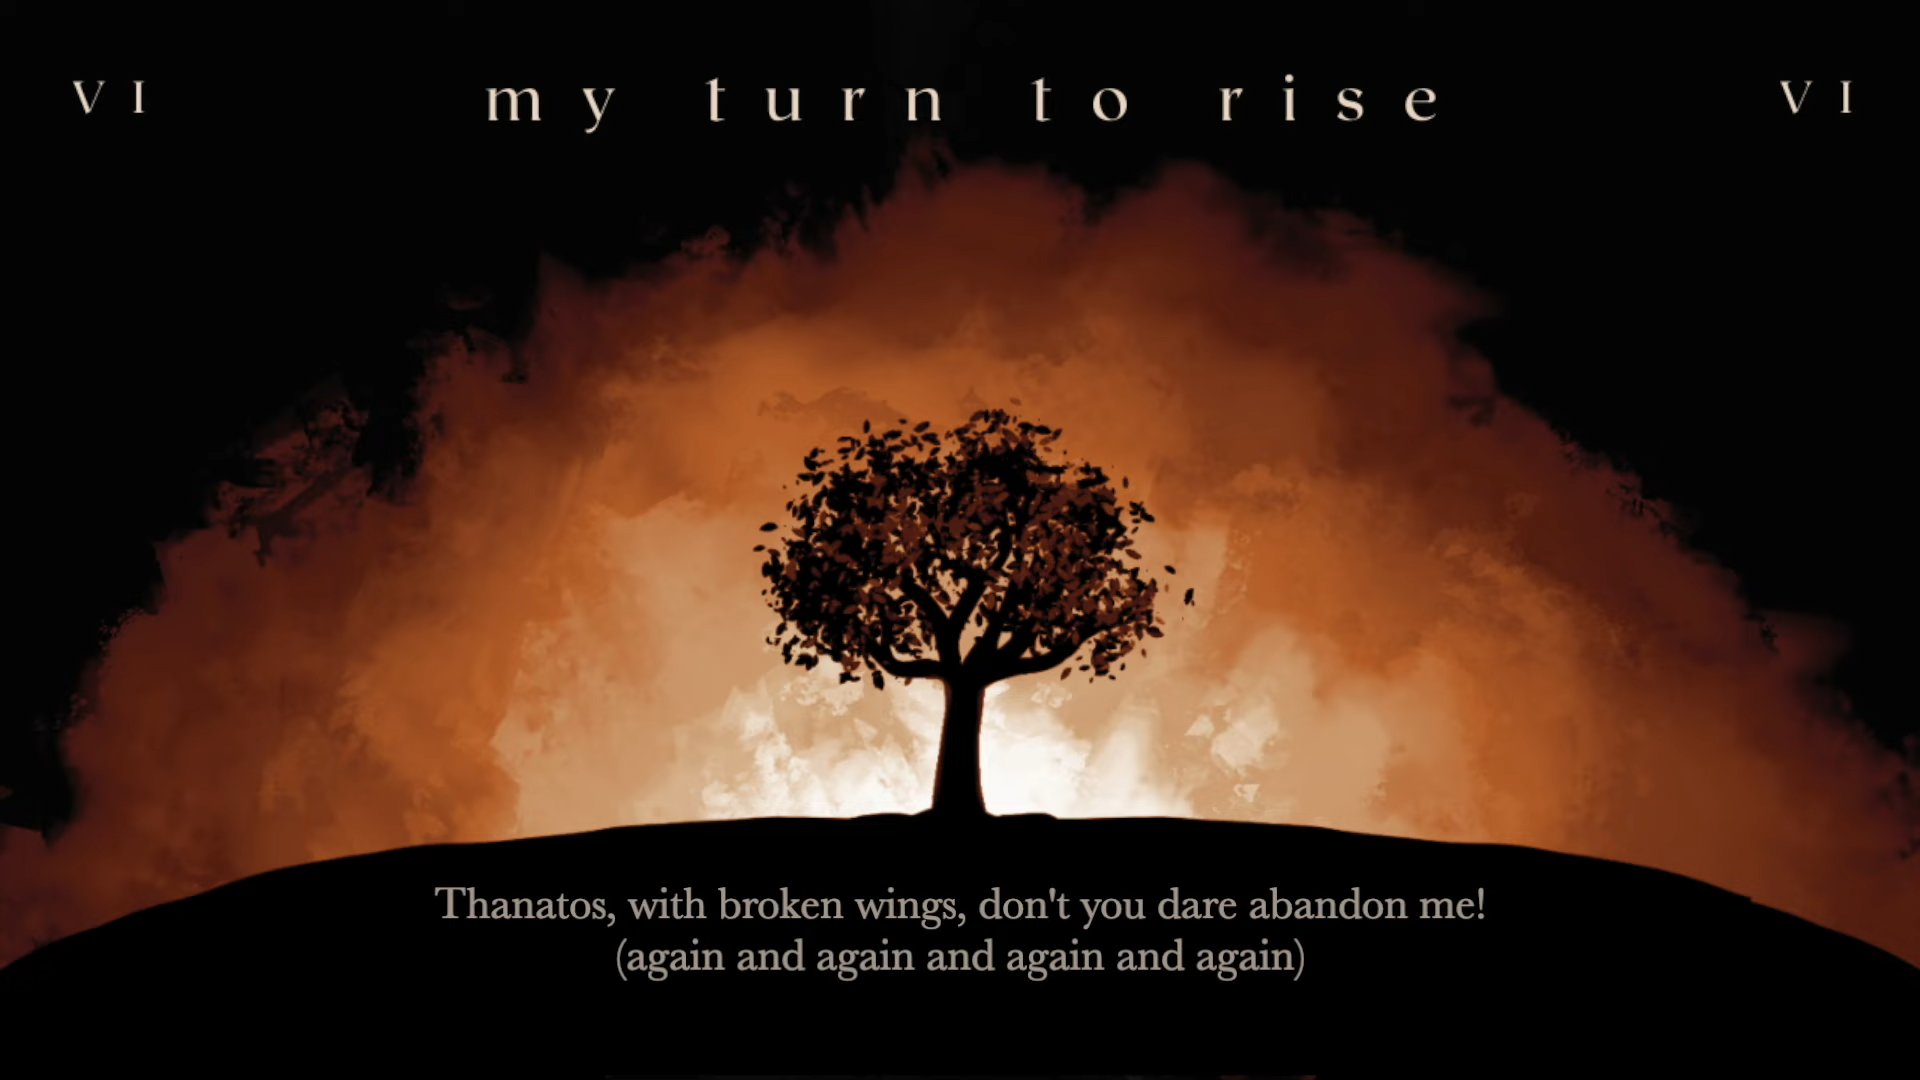 VI my turn to rise VI
Thanatos, with broken wings, don't you dare abandon me!
(again and again and again and again)